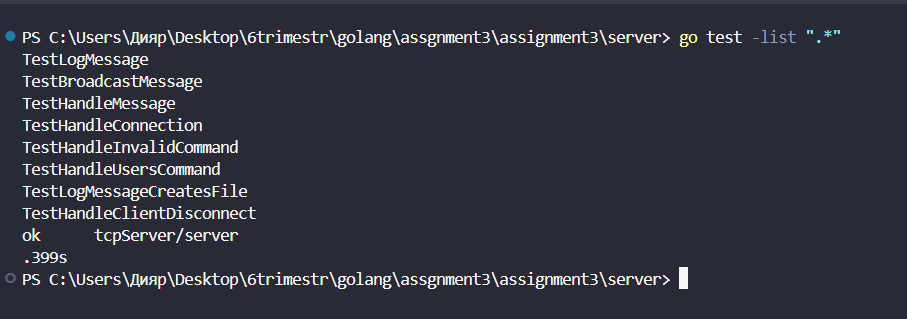 PS C:\Users\Дияр\Desktop\6trimestr\golang\assgnment3\assignment3\server> go test -list ".*"
TestLogMessage
TestBroadcastMessage
TestHandleMessage
TestHandleConnection
TestHandleInvalidCommand
TestHandleUsersCommand
TestLogMessageCreatesFile
TestHandleClientDisconnect
ok      tcpServer/server
.399s
PS C:\Users\Дияр\Desktop\6trimestr\golang\assgnment3\assignment3\server>